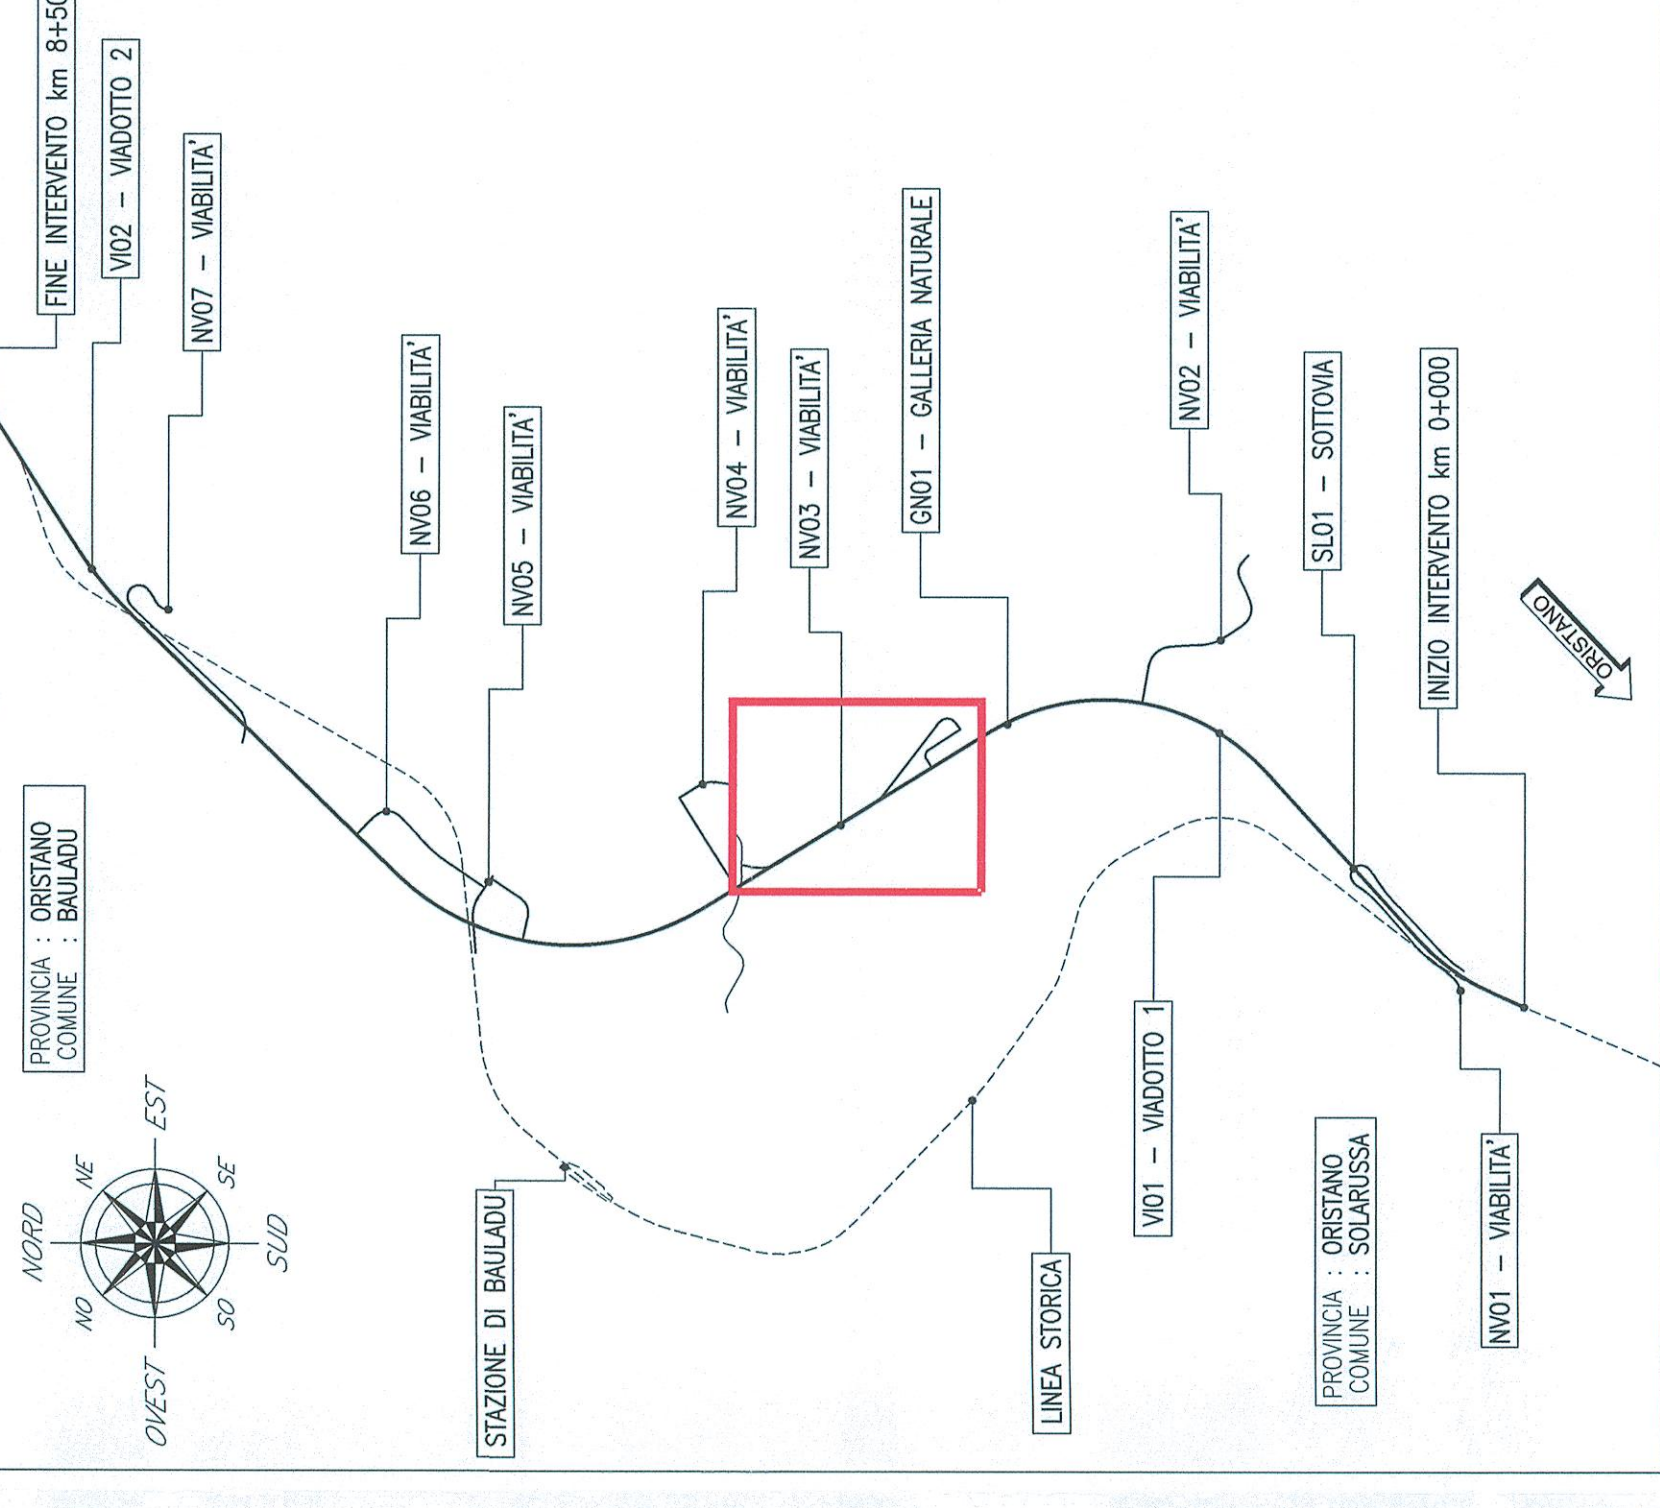 FINE INTERVENTO km 8+50
VI02 – VIADOTTO 2
NV07 – VIABILITA'
NV06 – VIABILITA'
NV05 – VIABILITA'
NV04 – VIABILITA'
NV03 – VIABILITA'
GN01 – GALLERIA NATURALE
NV02 – VIABILITA'
SL01 – SOTTOVIA
INIZIO INTERVENTO km 0+000
ORISTANO
PROVINCIA : ORISTANO
COMUNE : BAULADU
NORD
NE
EST
SE
SUD
SO
OVEST
NO
STAZIONE DI BAULADU
LINEA STORICA
VI01 – VIADOTTO 1
PROVINCIA : ORISTANO
COMUNE : SOLARUSSA
NV01 – VIABILITA'